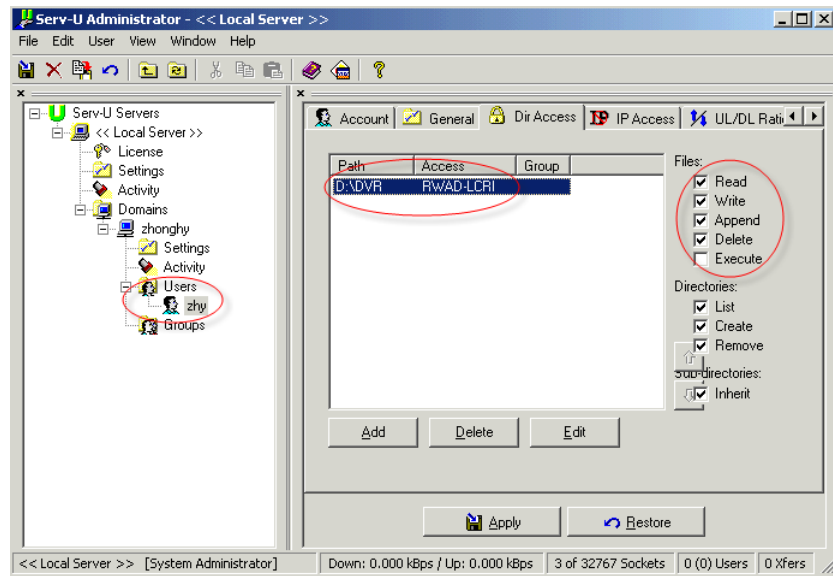 Serv-U Administrator - << Local Server >>
File Edit User View Window Help
Serv-U Servers
<< Local Server >>
License
Settings
Activity
Domains
zhonghy
Settings
Activity
Users
zhy
Groups
Account General Dir Access IP Access UL/DL Rati
Path Access Group
D:\DVR RWAD-LCRI
Files:
Read
Write
Append
Delete
Execute
Directories:
List
Create
Remove
Sub-directories:
Inherit
Add Delete Edit
Apply Restore
<< Local Server >> [System Administrator] Down: 0.000 kBps / Up: 0.000 kBps 3 of 32767 Sockets 0 (0) Users 0 Xfers